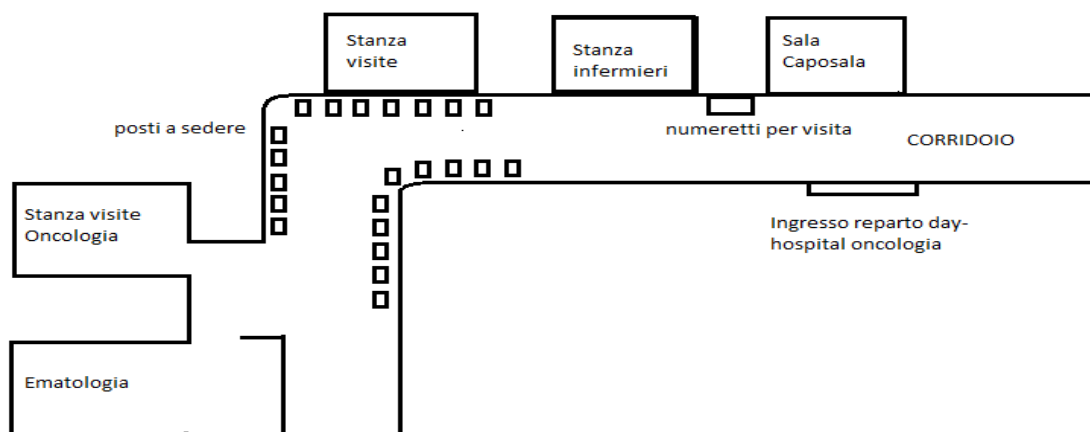 Stanza
visite
Stanza
infermieri
Sala
Caposala
posti a sedere
numeretti per visita
CORRIDOIO
Stanza visite
Oncologia
Ingresso reparto day-
hospital oncologia
Ematologia